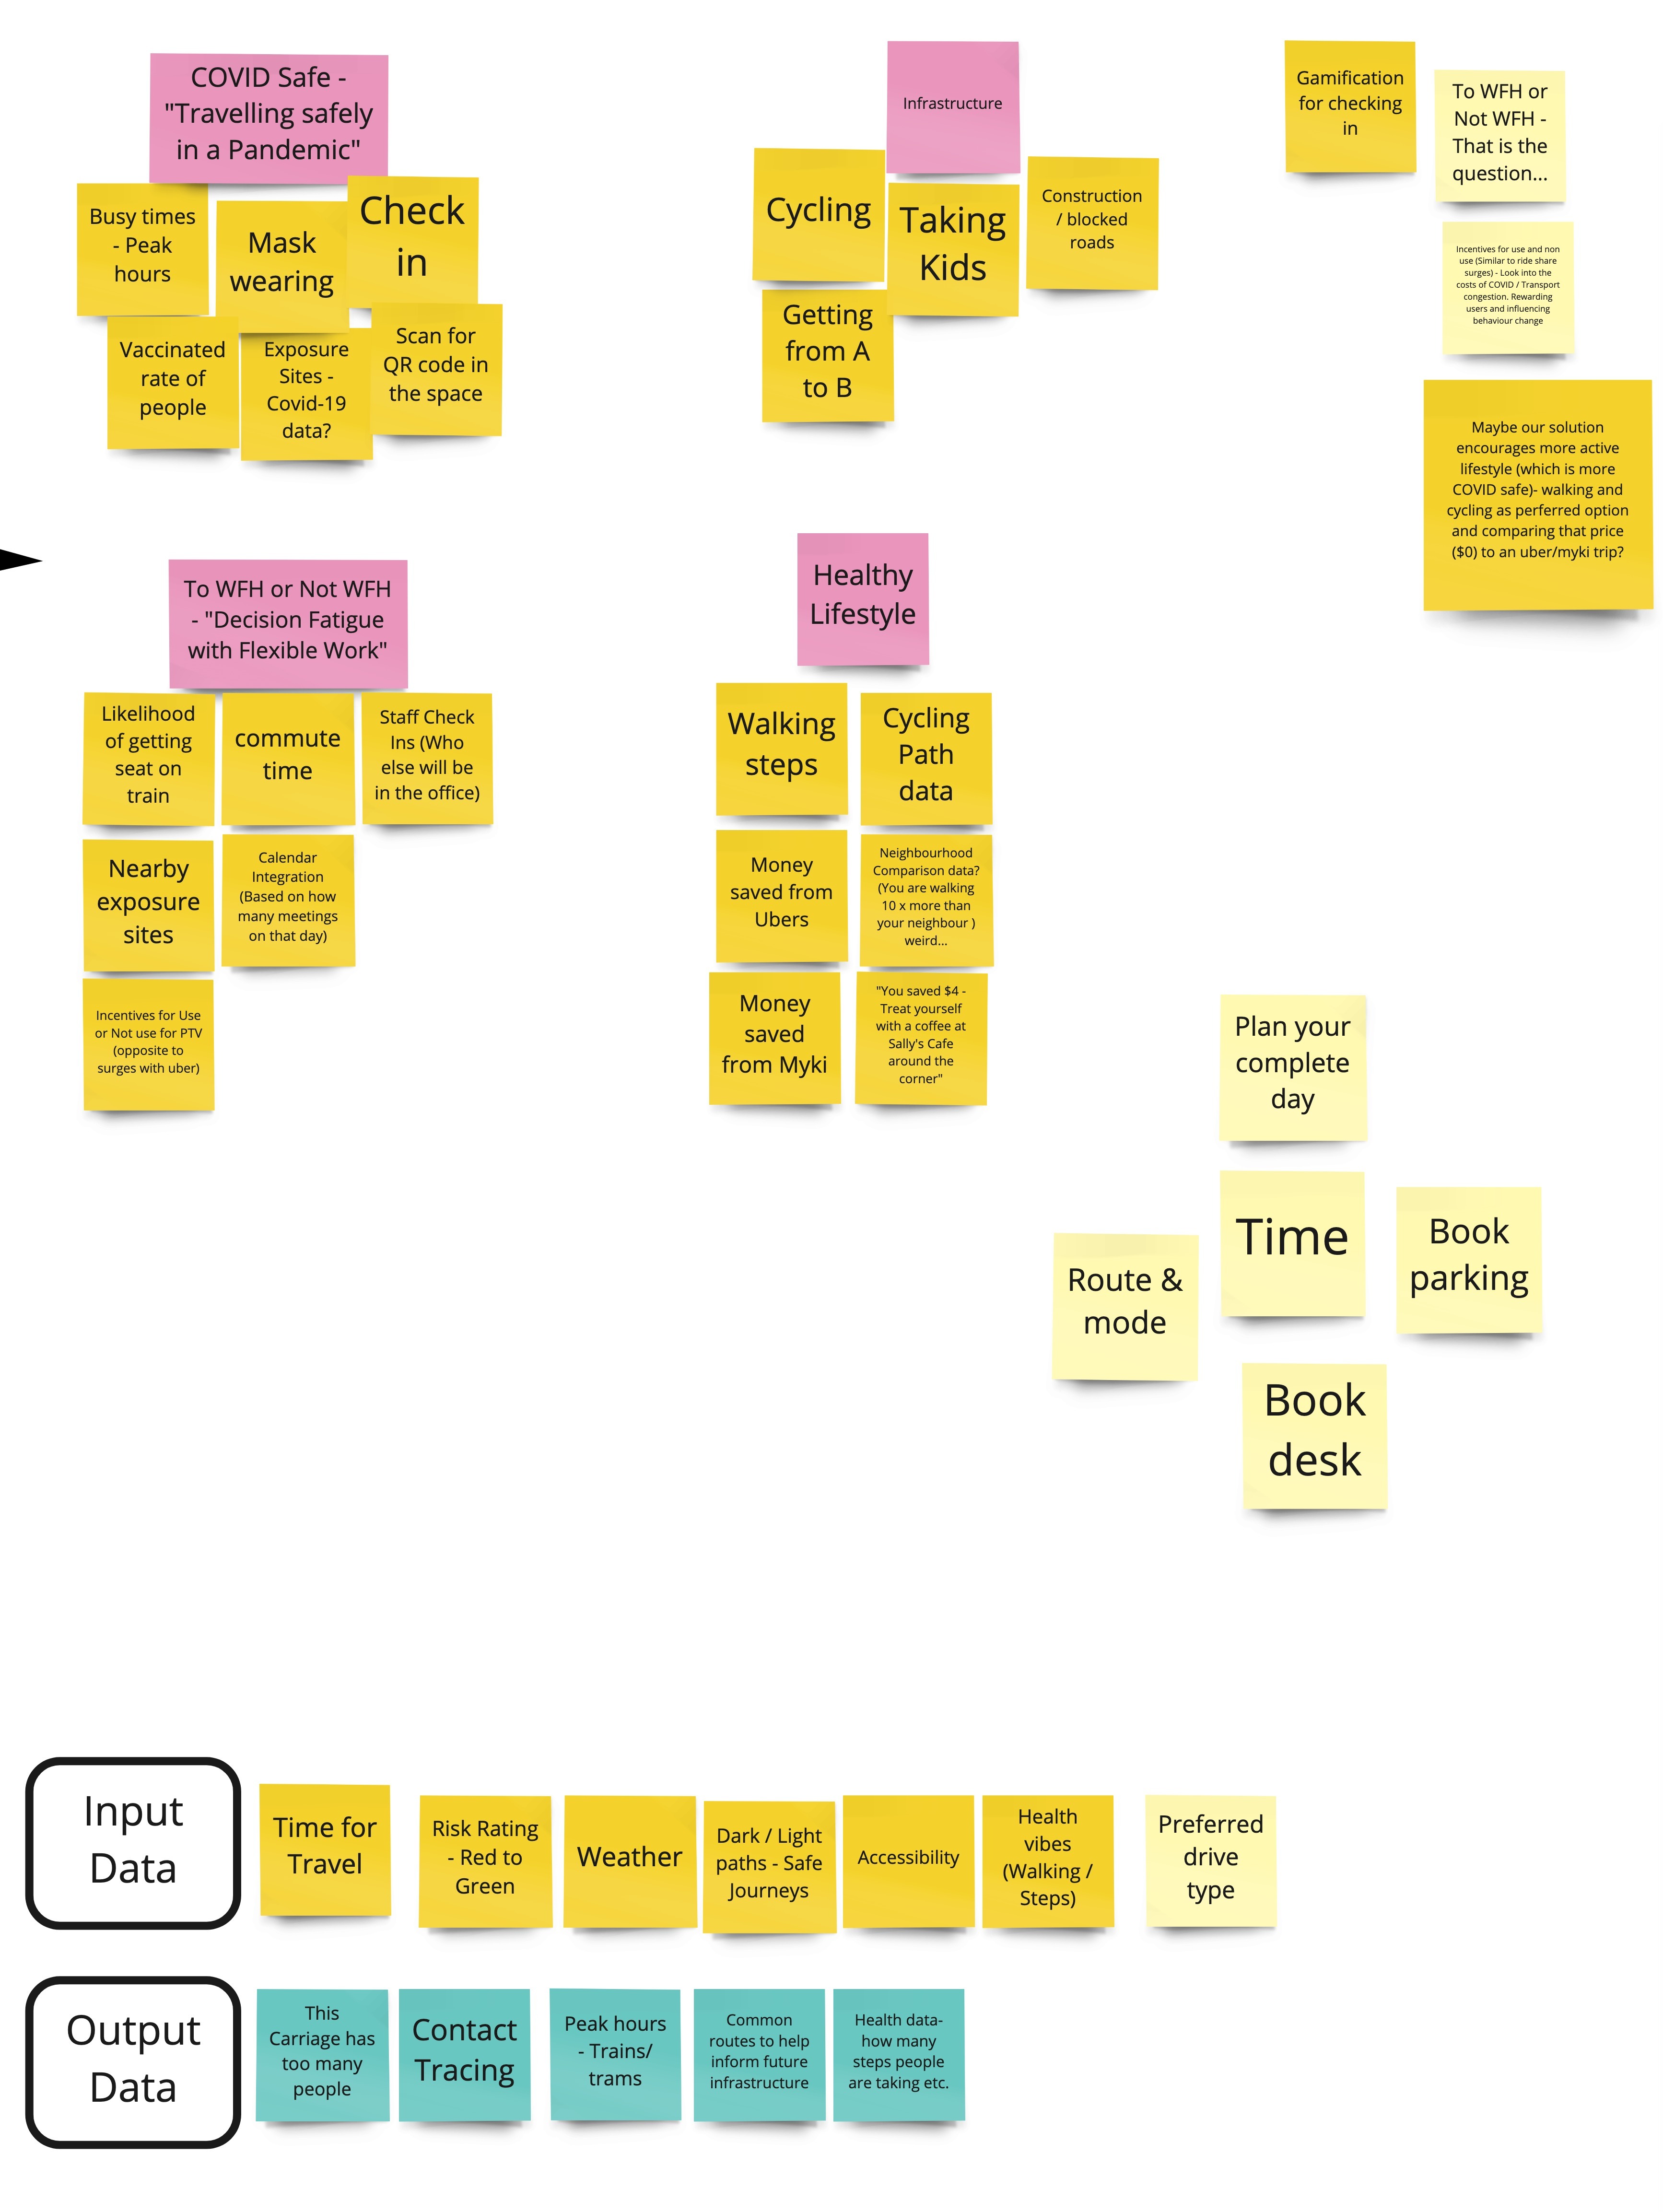 COVID Safe -
"Travelling safely
in a Pandemic"
Busy times
- Peak
hours
Mask
wearing
Check
in
Vaccinated
rate of
people
Exposure
Sites -
Covid-19
data?
Scan for
QR code in
the space
Infrastructure
Cycling
Taking
Kids
Construction
/ blocked
roads
Getting
from A
to B
Gamification
for checking
in
To WFH or
Not WFH -
That is the
question...
Incentives for use and non
use (Similar to ride share
surges) - Look into the
costs of COVID / Transport
congestion. Rewarding
users and influencing
behaviour change
Maybe our solution
encourages more active
lifestyle (which is more
COVID safe)- walking and
cycling as perferred option
and comparing that price
($0) to an uber/myki trip?
To WFH or Not WFH
- "Decision Fatigue
with Flexible Work"
Likelihood
of getting
seat on
train
commute
time
Staff Check
Ins (Who
else will be
in the office)
Nearby
exposure
sites
Calendar
Integration
(Based on how
many meetings
on that day)
Incentives for Use
or Not use for PTV
(opposite to
surges with uber)
Healthy
Lifestyle
Walking
steps
Cycling
Path
data
Money
saved from
Ubers
Neighbourhood
Comparison data?
(You are walking
10 x more than
your neighbour )
weird...
Money
saved
from Myki
"You saved $4 -
Treat yourself
with a coffee at
Sally's Cafe
around the
corner"
Plan your
complete
day
Time
Book
parking
Route &
mode
Book
desk
Input
Data
Time for
Travel
Risk Rating
- Red to
Green
Weather
Dark / Light
paths - Safe
Journeys
Accessibility
Health
vibes
(Walking /
Steps)
Preferred
drive
type
Output
Data
This
Carriage has
too many
people
Contact
Tracing
Peak hours
- Trains/
trams
Common
routes to help
inform future
infrastructure
Health data-
how many
steps people
are taking etc.